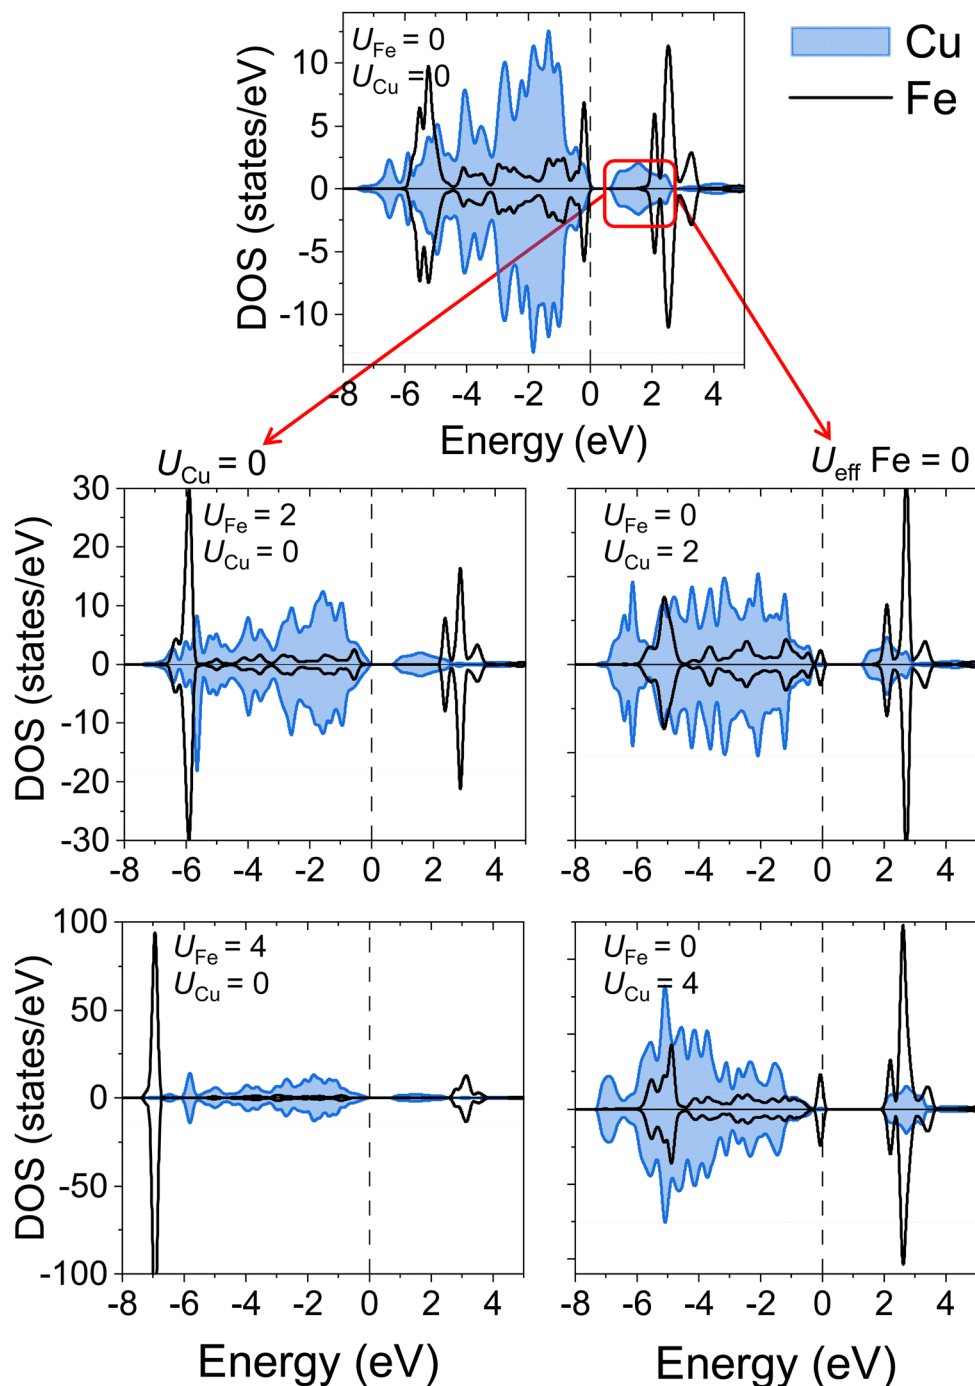 U_Fe = 0
U_Cu = 0
Cu
Fe
DOS (states/eV)
10
5
0
-5
-10
-8 -6 -4 -2 0 2 4
Energy (eV)
U_Cu = 0
U_eff Fe = 0
DOS (states/eV)
30
20
10
0
-10
-20
-30
U_Fe = 2
U_Cu = 0
-8 -6 -4 -2 0 2 4
U_Fe = 0
U_Cu = 2
-8 -6 -4 -2 0 2 4
DOS (states/eV)
100
50
0
-50
-100
U_Fe = 4
U_Cu = 0
-8 -6 -4 -2 0 2 4
Energy (eV)
U_Fe = 0
U_Cu = 4
-8 -6 -4 -2 0 2 4
Energy (eV)